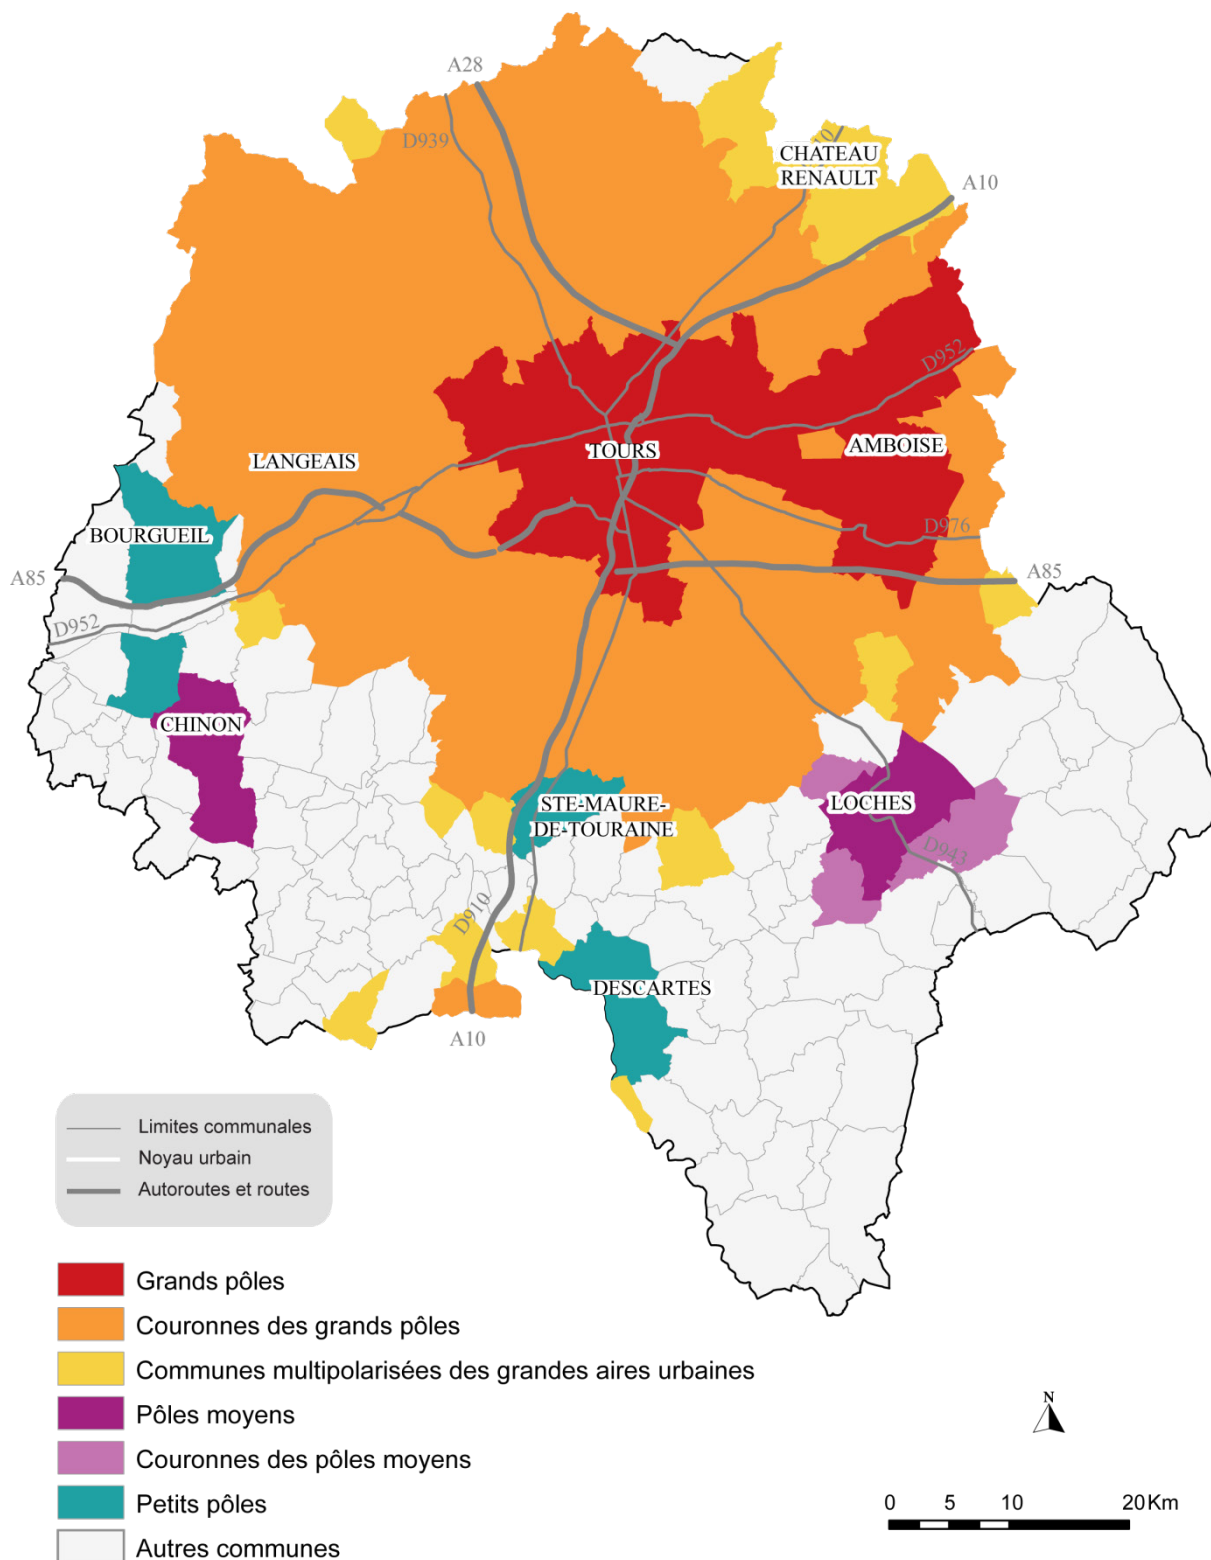 A28
D939
CHATEAU
RENAULT
10
A10
D952
LANGEAIS
TOURS
AMBOISE
BOURGUEIL
D976
A85
A85
D952
CHINON
STE-MAURE-
DE-TOURAINE
LOCHES
D943
D910
DESCARTES
A10
Limites communales
Noyau urbain
Autoroutes et routes
Grands pôles
Couronnes des grands pôles
Communes multipolarisées des grandes aires urbaines
Pôles moyens
Couronnes des pôles moyens
Petits pôles
Autres communes
N
0 5 10 20Km